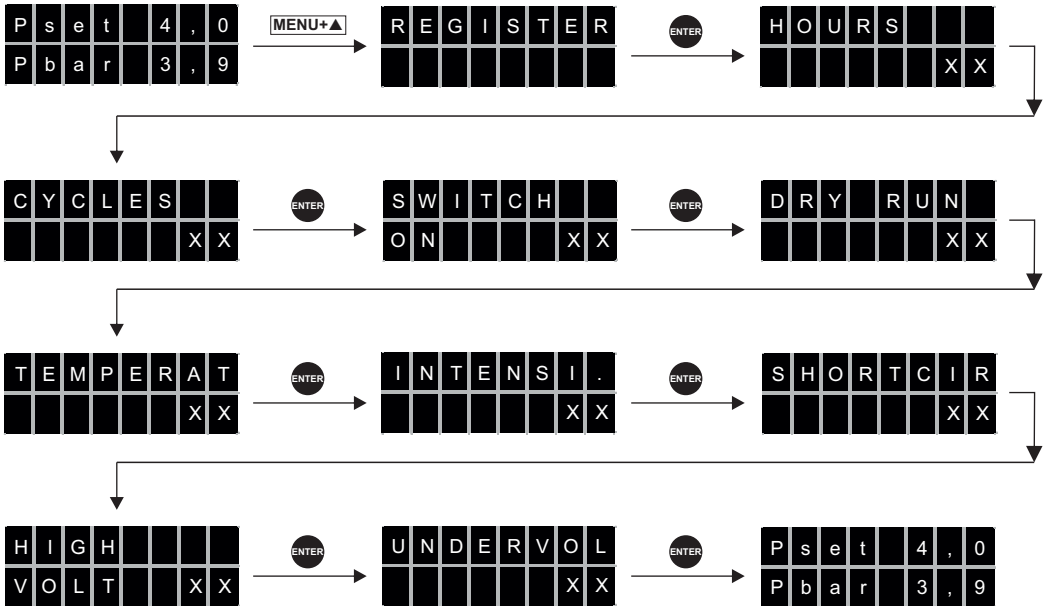 Pset 4,0
Pbar 3,9
MENU+▲
REGISTER
ENTER
HOURS
XX
CYCLES
XX
ENTER
SWITCH
ON XX
ENTER
DRY RUN
XX
TEMPERAT
XX
ENTER
INTENSI.
XX
ENTER
SHORTCIR
XX
HIGH
VOLT XX
ENTER
UNDERVOL
XX
ENTER
Pset 4,0
Pbar 3,9